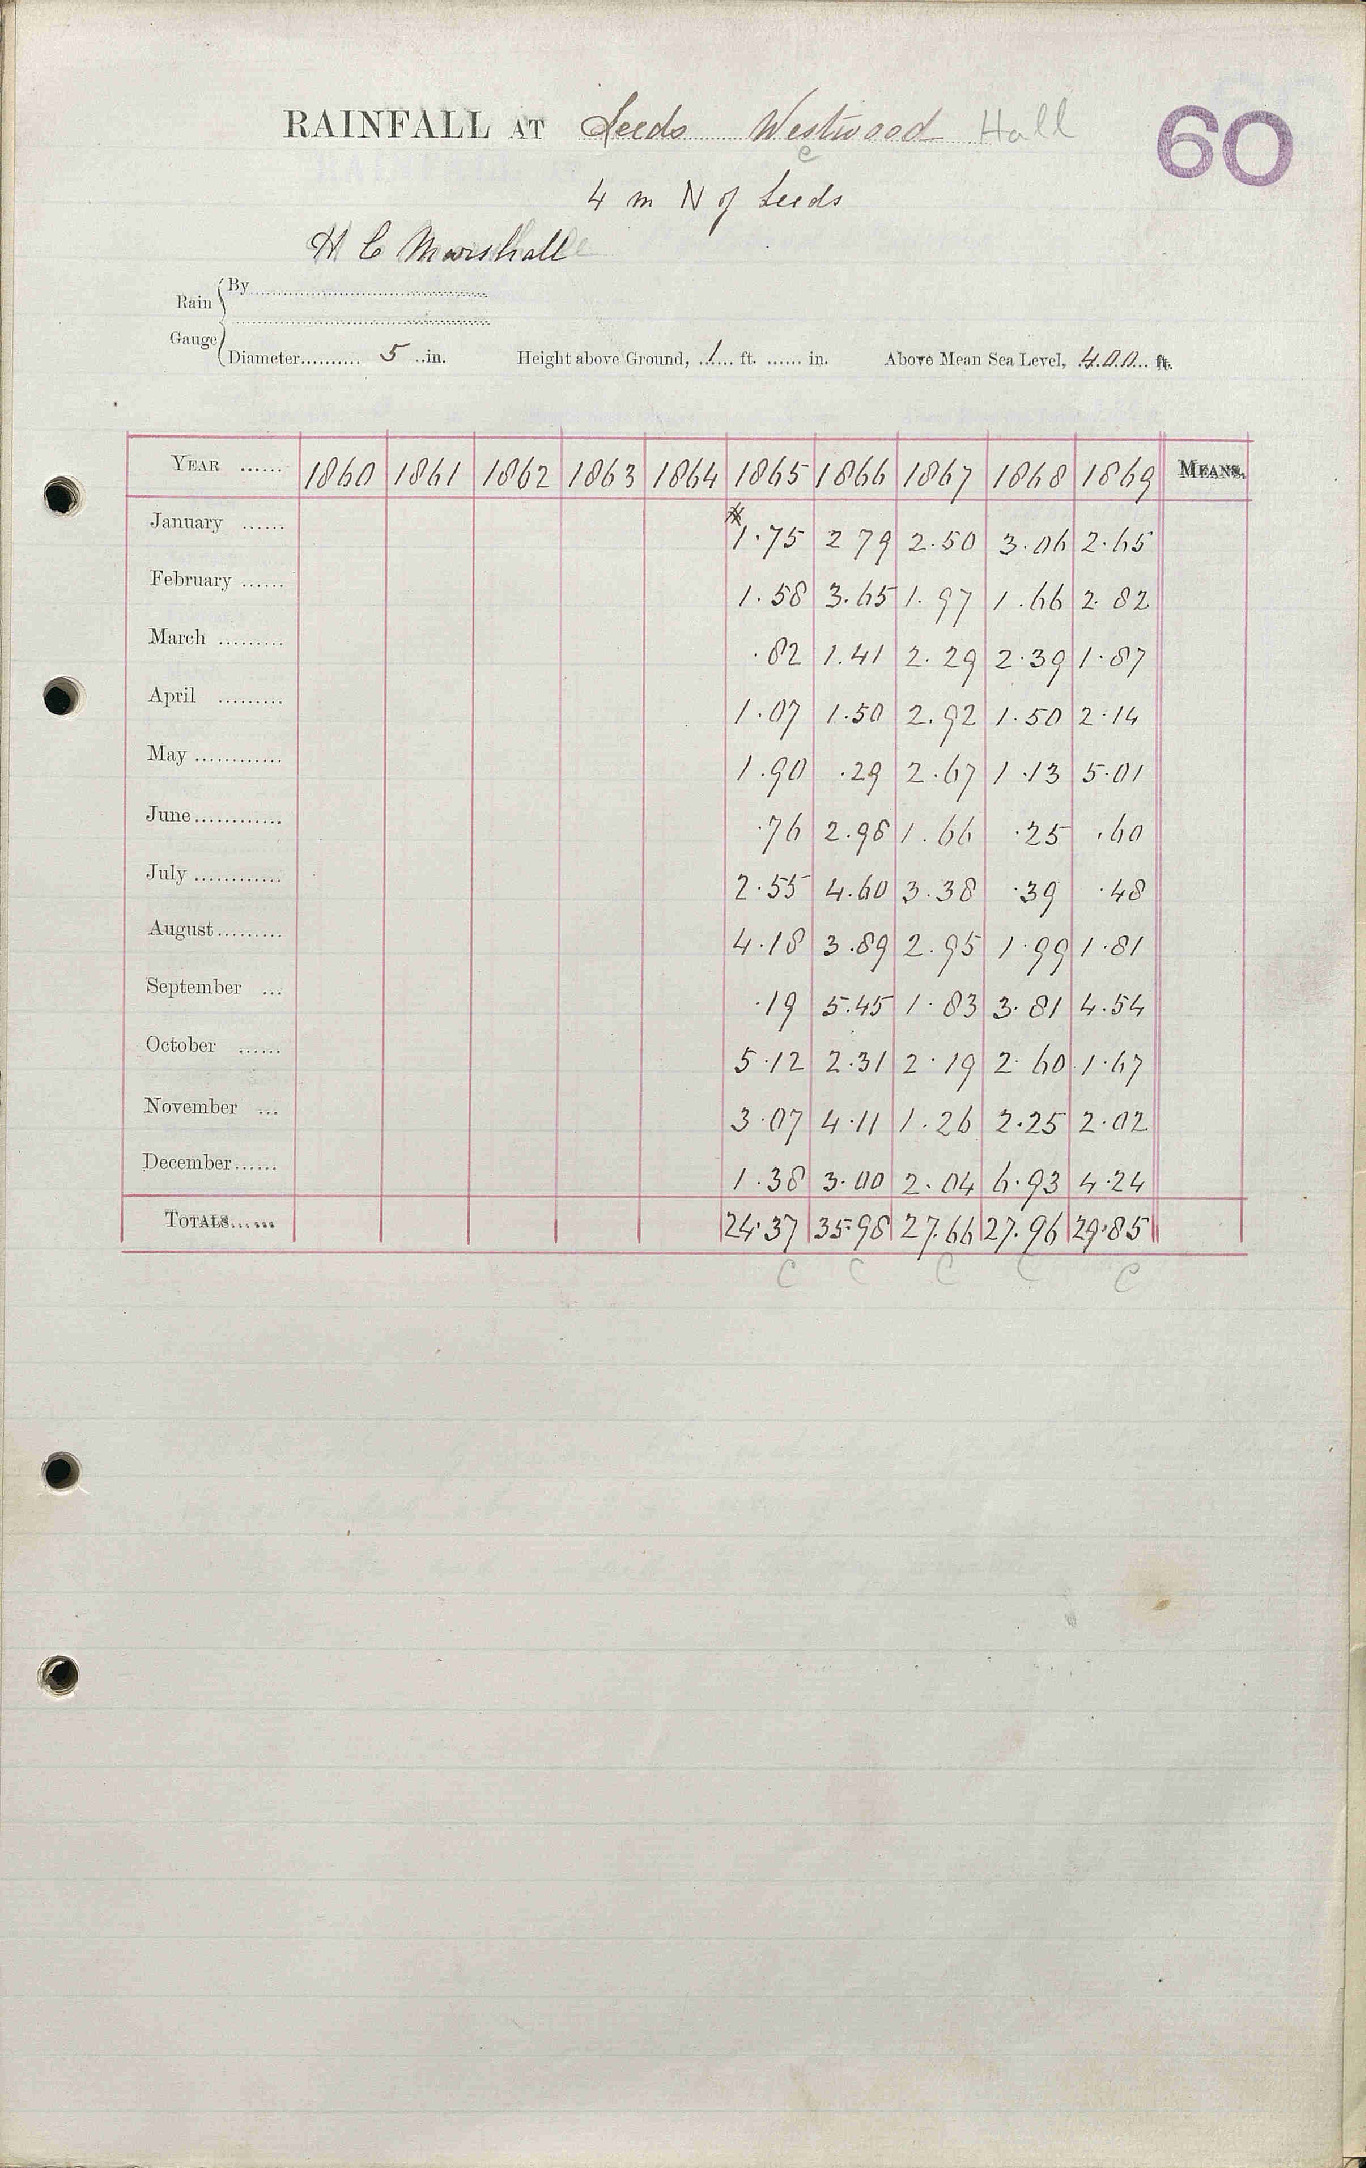 RAINFALL AT Leeds Westwood Hall 60
e
4 m N of Leeds
H C Marshall
Rain Gauge { By..............................
..............................
Diameter.......... 5 ..in. Height above Ground, ..1.... ft. ...... in. Above Mean Sea Level, .400... ft.
YEAR ...... 1860 1861 1862 1863 1864 1865 1866 1867 1868 1869 MEANS.
January ...... * 1.75 2 79 2.50 3.06 2.65
February ...... 1.58 3.65 1.97 1.66 2.82
March ......... .82 1.41 2.29 2.39 1.87
April ......... 1.07 1.50 2.92 1.50 2.14
May ............ 1.90 .29 2.67 1.13 5.01
June............ .76 2.98 1.66 .25 .60
July ............ 2.55 4.60 3.38 .39 .48
August......... 4.18 3.89 2.95 1.99 1.81
September ... .19 5.45 1.83 3.81 4.54
October ...... 5.12 2.31 2.19 2.60 1.67
November ... 3.07 4.11 1.26 2.25 2.02
December...... 1.38 3.00 2.04 6.93 4.24
TOTALS...... 24.37 35.98 27.66 27.96 29.85
C C C C C